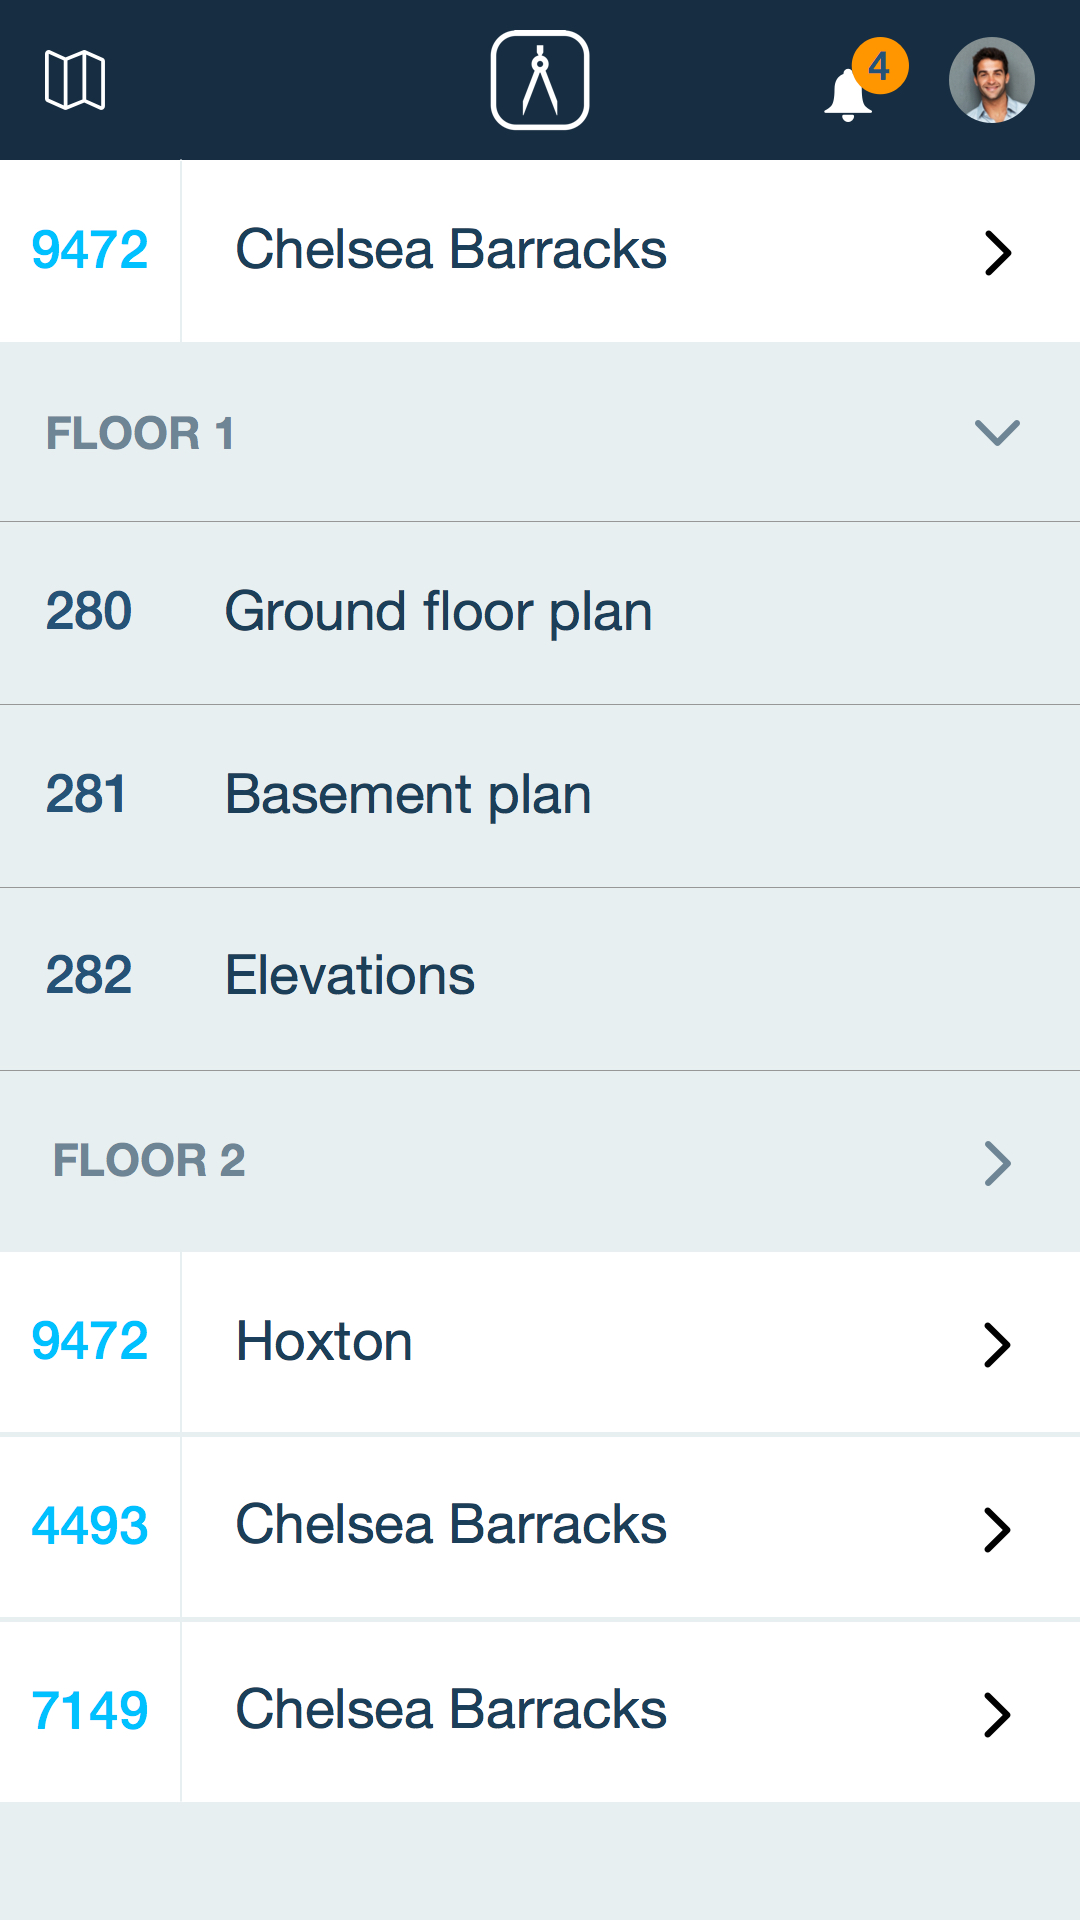 4
9472 Chelsea Barracks
FLOOR 1
280 Ground floor plan
281 Basement plan
282 Elevations
FLOOR 2
9472 Hoxton
4493 Chelsea Barracks
7149 Chelsea Barracks